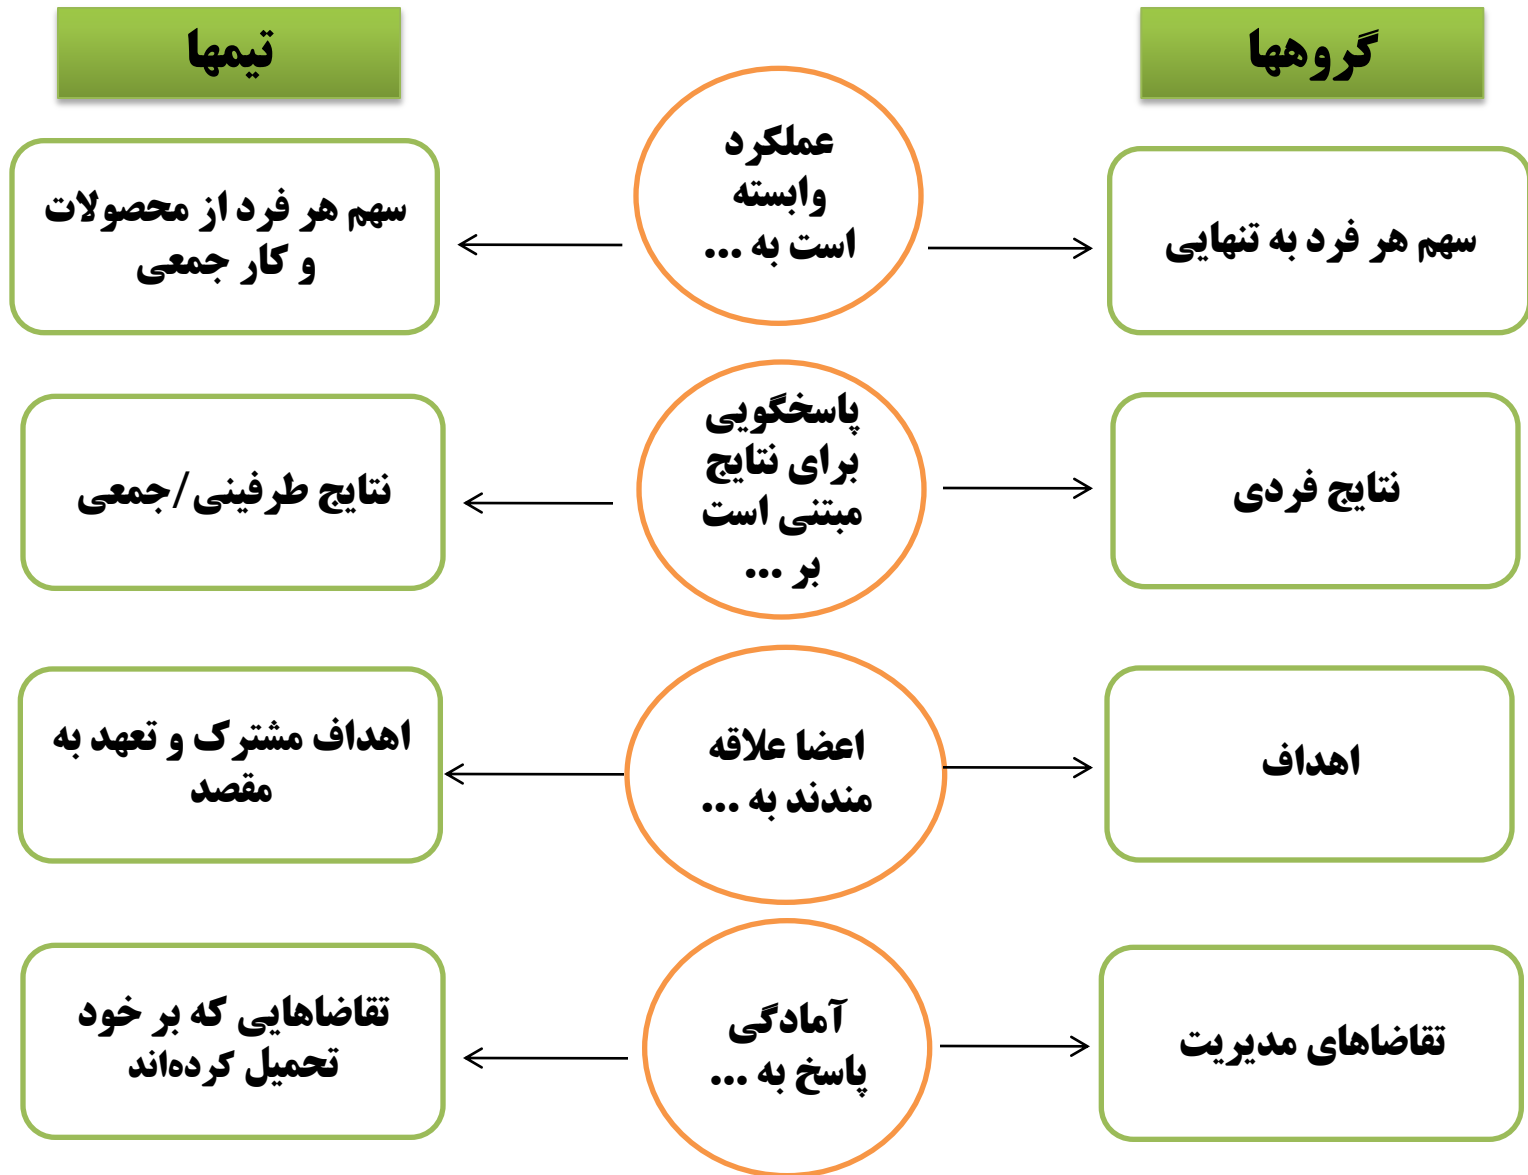 گروهها
تیمها
عملکرد
وابسته
است به ...
سهم هر فرد به تنهایی
سهم هر فرد از محصولات
و کار جمعی
پاسخگویی
برای نتایج
مبتنی است
بر ...
نتایج فردی
نتایج طرفینی/جمعی
اعضا علاقه
مندند به ...
اهداف
اهداف مشترک و تعهد به
مقصد
آمادگی
پاسخ به ...
تقاضاهای مدیریت
تقاضاهایی که بر خود
تحمیل کرده‌اند